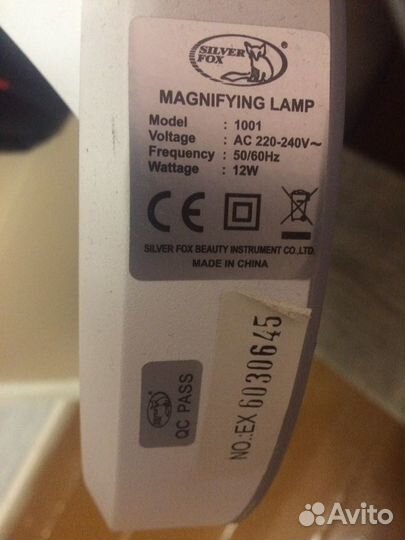 SILVER
FOX
®
MAGNIFYING LAMP
Model : 1001
Voltage : AC 220-240V~
Frequency : 50/60Hz
Wattage : 12W
CE
SILVER FOX BEAUTY INSTRUMENT CO.,LTD.
MADE IN CHINA
QC PASS
NO.:EX 6030645
Avito